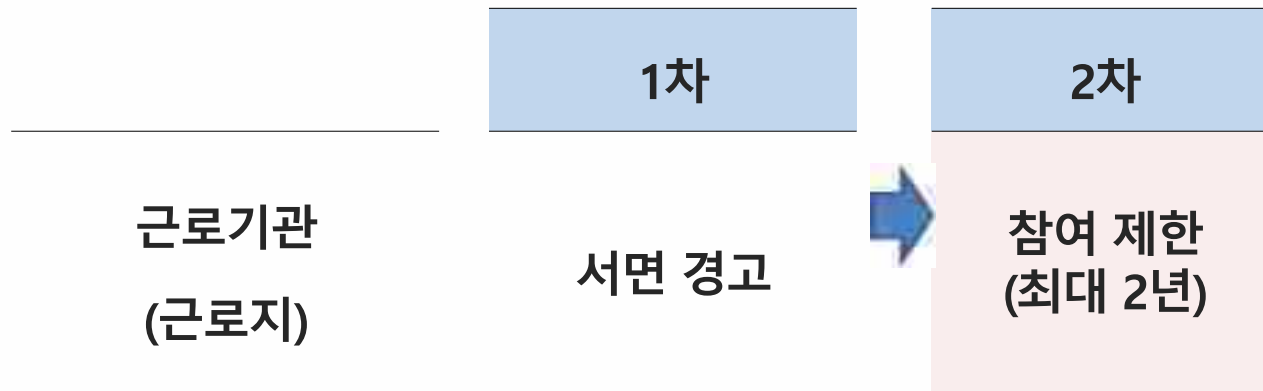 1차
2차
근로기관
(근로지)
서면 경고
참여 제한
(최대 2년)